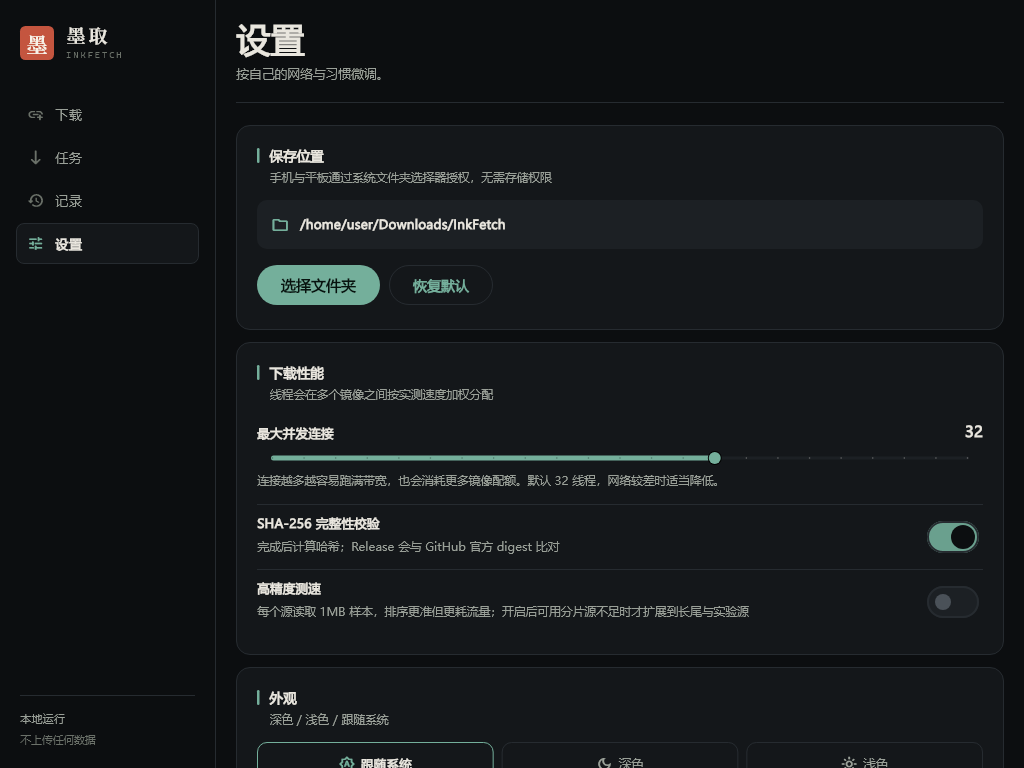 墨
墨取
INKFETCH
下载
任务
记录
设置
本地运行
不上传任何数据
设置
按自己的网络与习惯微调。
保存位置
手机与平板通过系统文件夹选择器授权，无需存储权限
/home/user/Downloads/InkFetch
选择文件夹
恢复默认
下载性能
线程会在多个镜像之间按实测速度加权分配
最大并发连接
32
连接越多越容易跑满带宽，也会消耗更多镜像配额。默认 32 线程，网络较差时适当降低。
SHA-256 完整性校验
完成后计算哈希；Release 会与 GitHub 官方 digest 比对
高精度测速
每个源读取 1MB 样本，排序更准但更耗流量；开启后可用分片源不足时才扩展到长尾与实验源
外观
深色 / 浅色 / 跟随系统
跟随系统
深色
浅色